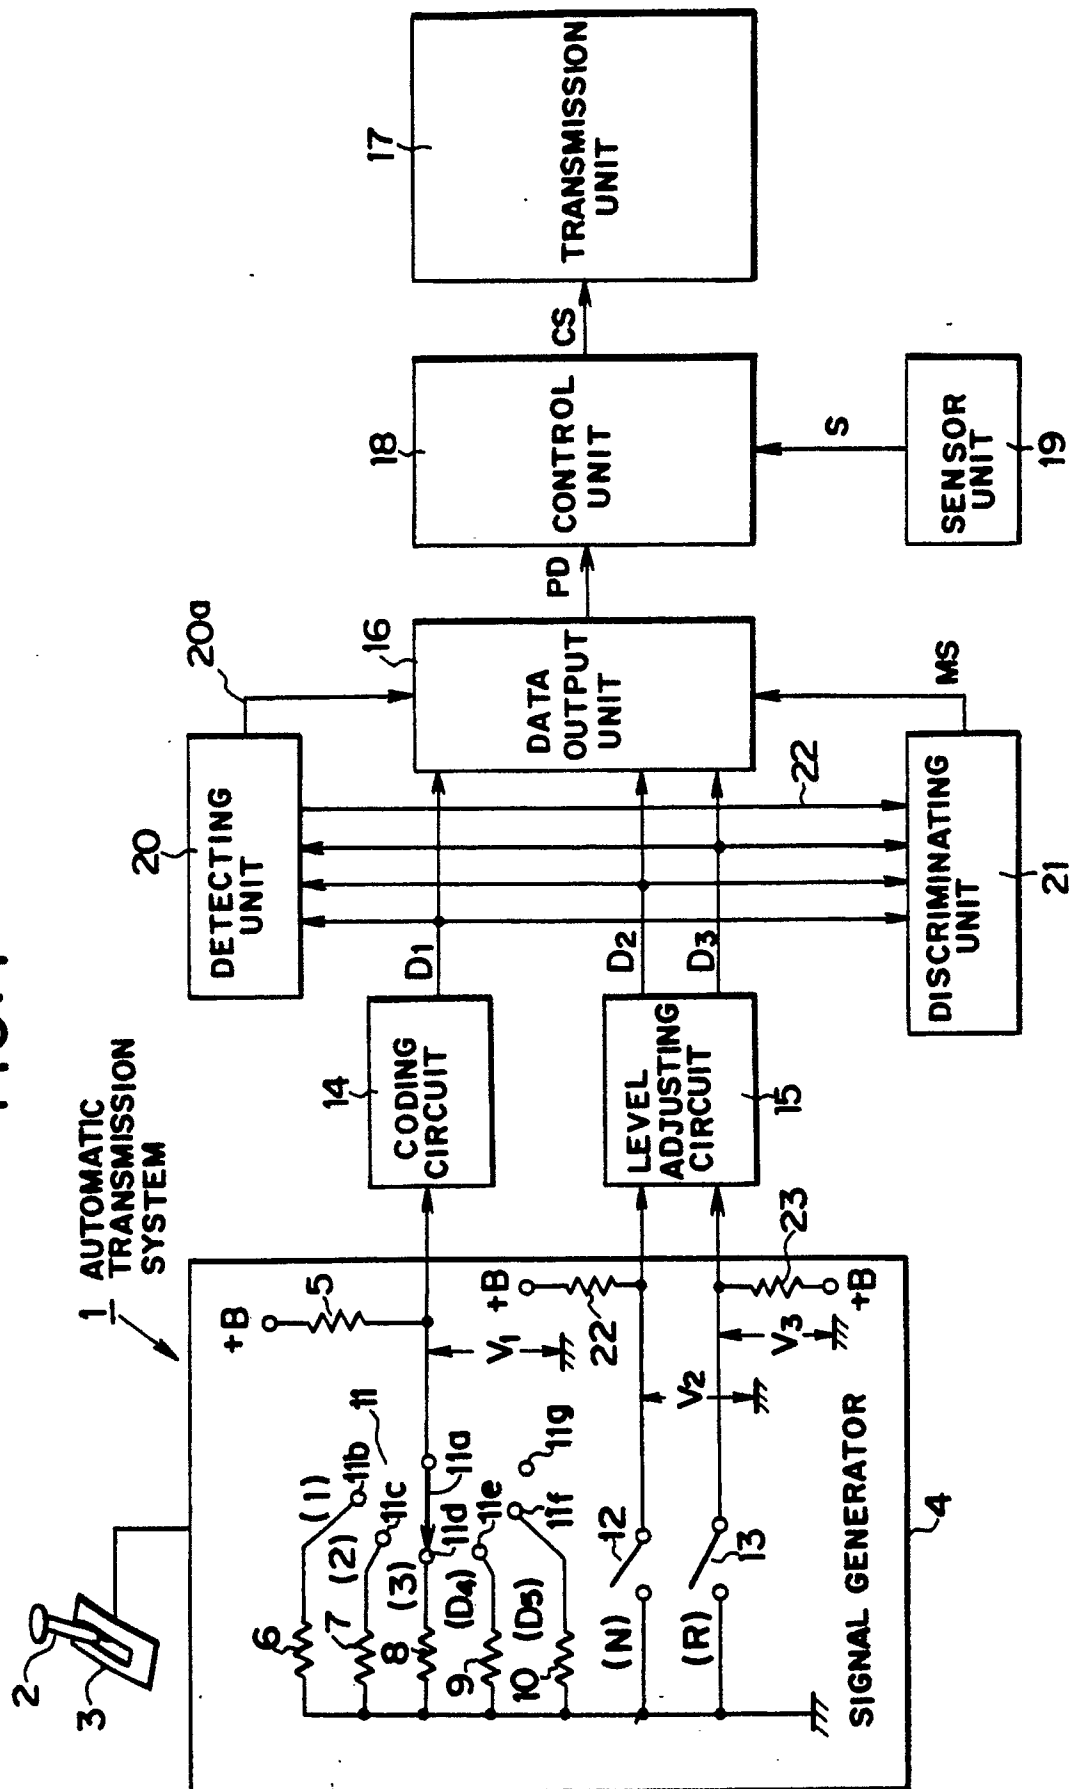 1 AUTOMATIC
TRANSMISSION
SYSTEM
2
3
4
SIGNAL GENERATOR
+B
5
6
7
8
9
10
(1)
(2)
(3)
(D4)
(D5)
11
11a
11b
11c
11d
11e
11f
11g
V1
+B
22
12
(N)
V2
13
(R)
V3
23
+B
14
CODING
CIRCUIT
LEVEL
ADJUSTING
CIRCUIT
15
D1
D2
D3
20
DETECTING
UNIT
20a
22
DISCRIMINATING
UNIT
21
MS
16
DATA
OUTPUT
UNIT
PD
18
CONTROL
UNIT
S
SENSOR
UNIT
19
CS
17
TRANSMISSION
UNIT